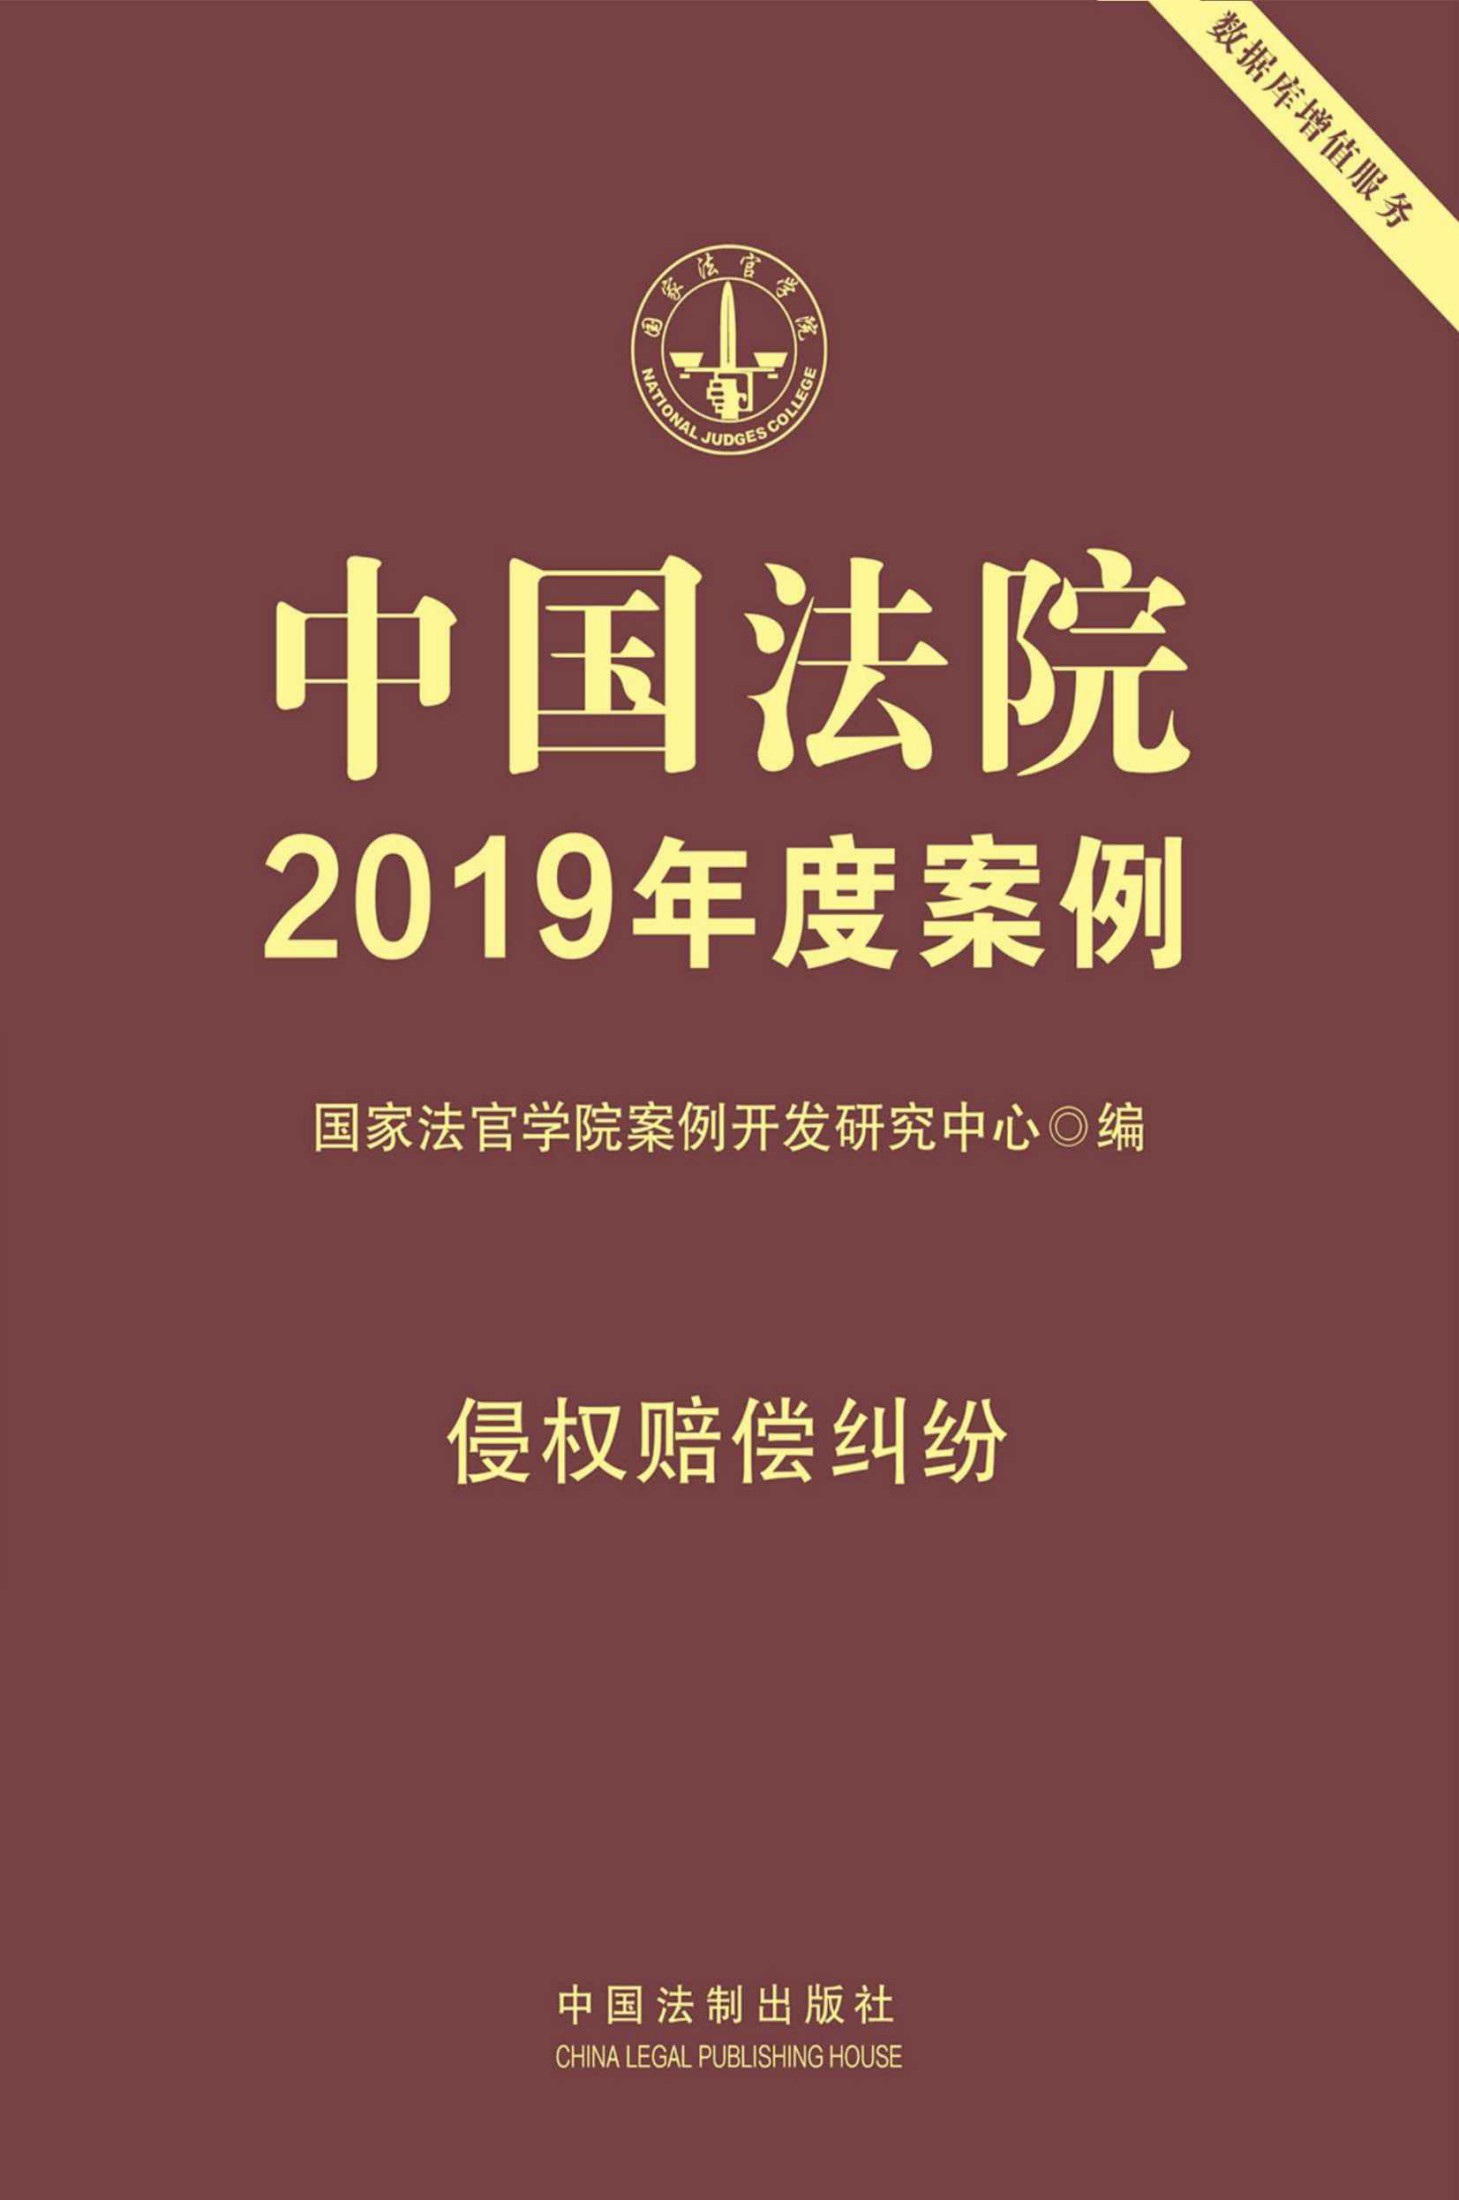 数据库增值服务
国家法官学院
NATIONAL JUDGES COLLEGE
中国法院
2019年度案例
国家法官学院案例开发研究中心◎编
侵权赔偿纠纷
中国法制出版社
CHINA LEGAL PUBLISHING HOUSE